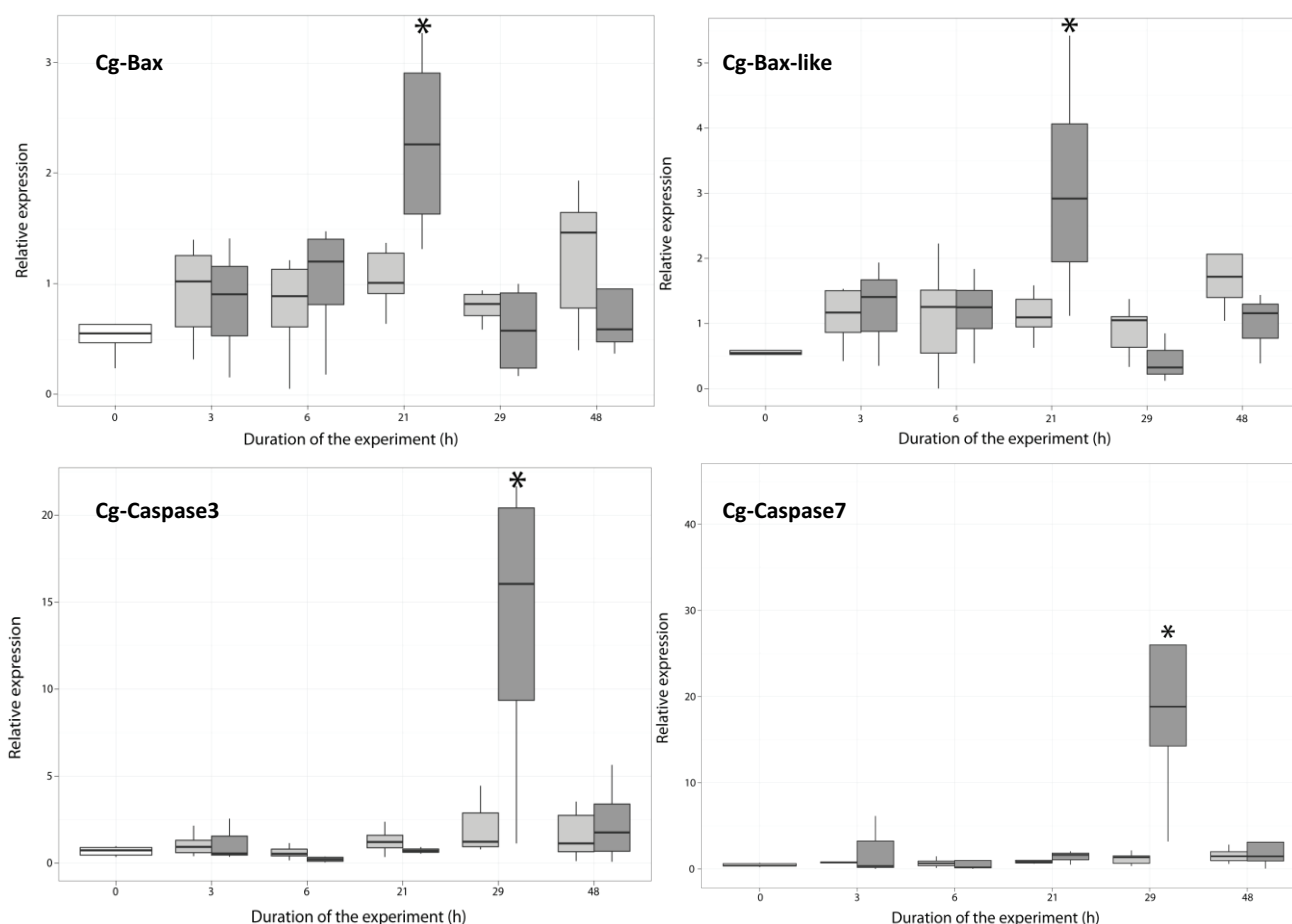 *
Cg-Bax
3
2
1
0
Relative expression
0 3 6 21 29 48
Duration of the experiment (h)
*
Cg-Bax-like
5
4
3
2
1
0
Relative expression
0 3 6 21 29 48
Duration of the experiment (h)
*
Cg-Caspase3
20
15
10
5
0
Relative expression
0 3 6 21 29 48
Duration of the experiment (h)
Cg-Caspase7
40
30
*
20
10
0
Relative expression
0 3 6 21 29 48
Duration of the experiment (h)